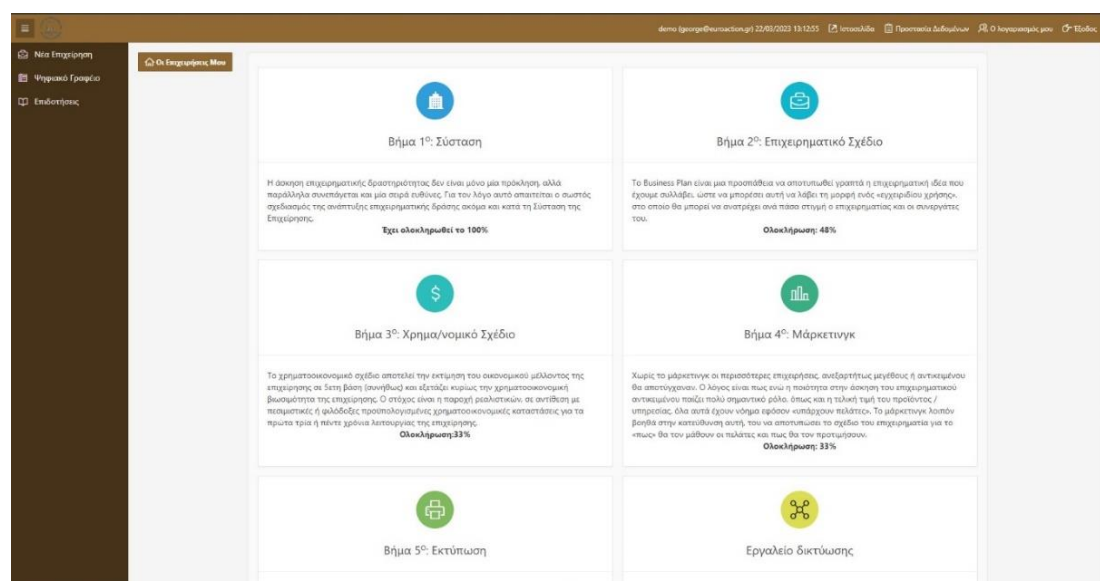 demo (george@euroaction.gr) 22/02/2023 13:12:55 Ιστοσελίδα Προστασία Δεδομένων Ο λογαριασμός μου Έξοδος
Νέα Επιχείρηση
Ψηφιακό Γραφείο
Επιδοτήσεις
Οι Επιχειρήσεις Μου
Βήμα 1ο: Σύσταση
Η άσκηση επιχειρηματικής δραστηριότητας δεν είναι μόνο μία πρόκληση, αλλά
παράλληλα συνεπάγεται και μία σειρά ευθύνες. Για τον λόγο αυτό απαιτείται ο σωστός
σχεδιασμός της ανάπτυξης επιχειρηματικής δράσης ακόμα και κατά τη Σύσταση της
Επιχείρησης.
Έχει ολοκληρωθεί το 100%
Βήμα 2ο: Επιχειρηματικό Σχέδιο
Το Business Plan είναι μια προσπάθεια να αποτυπωθεί γραπτά η επιχειρηματική ιδέα που
έχουμε συλλάβει, ώστε να μπορέσει αυτή να λάβει τη μορφή ενός «εγχειριδίου χρήσης»,
στο οποίο θα μπορεί να ανατρέχει ανά πάσα στιγμή ο επιχειρηματίας και οι συνεργάτες
του.
Ολοκλήρωση: 48%
Βήμα 3ο: Χρημα/νομικό Σχέδιο
Το χρηματοοικονομικό σχέδιο αποτελεί την εκτίμηση του οικονομικού μέλλοντος της
επιχείρησης σε 5ετη βάση (συνήθως) και εξετάζει κυρίως την χρηματοοικονομική
βιωσιμότητα της επιχείρησης. Ο στόχος είναι η παροχή ρεαλιστικών, σε αντίθεση με
πεσιμιστικές ή φιλόδοξες προϋπολογισμένες χρηματοοικονομικές καταστάσεις για τα
πρώτα τρία ή πέντε χρόνια λειτουργίας της επιχείρησης.
Ολοκλήρωση:33%
Βήμα 4ο: Μάρκετινγκ
Χωρίς το μάρκετινγκ οι περισσότερες επιχειρήσεις, ανεξαρτήτως μεγέθους ή αντικειμένου
θα αποτύγχαναν. Ο λόγος είναι πως ενώ η ποιότητα στην άσκηση του επιχειρηματικού
αντικειμένου παίζει πολύ σημαντικό ρόλο, όπως και η τελική τιμή του προϊόντος /
υπηρεσίας, όλα αυτά έχουν νόημα εφόσον «υπάρχουν πελάτες». Το μάρκετινγκ λοιπόν
βοηθά στην κατεύθυνση αυτή, του να αποτυπώσει το σχέδιο του επιχειρηματία για το
«πως» θα τον μάθουν οι πελάτες και πως θα τον προτιμήσουν.
Ολοκλήρωση: 33%
Βήμα 5ο: Εκτύπωση
Εργαλείο δικτύωσης